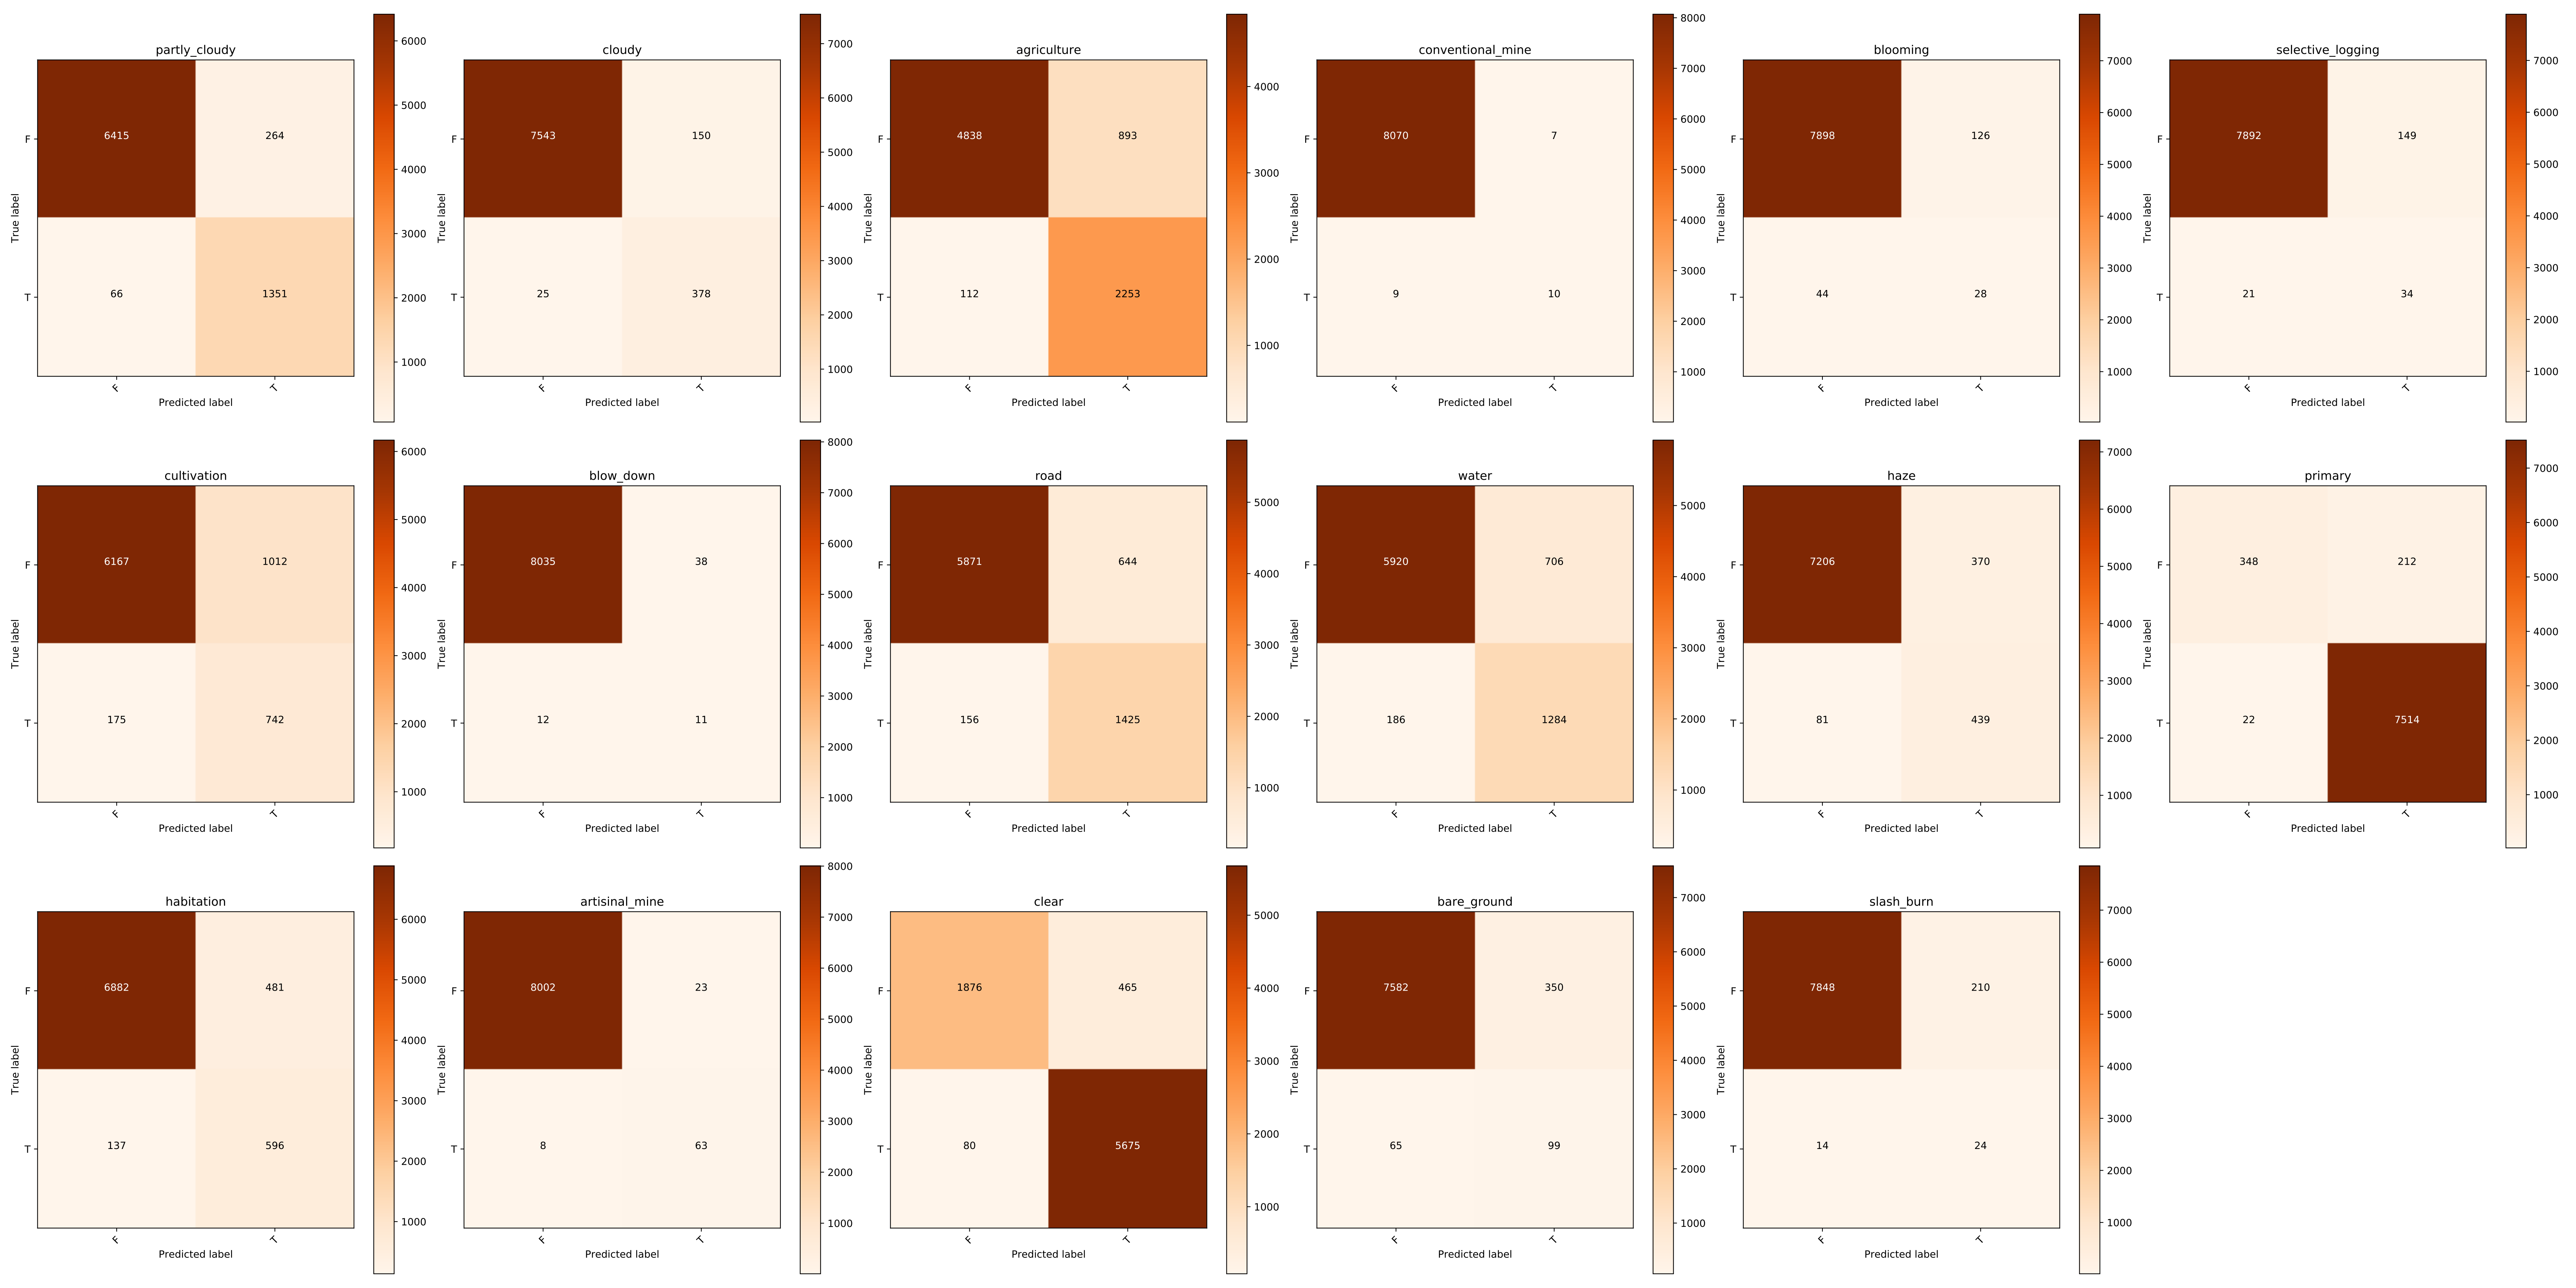 partly_cloudy
True label
F 6415 264
T 66 1351
F T
Predicted label
6000
5000
4000
3000
2000
1000
cloudy
True label
F 7543 150
T 25 378
F T
Predicted label
7000
6000
5000
4000
3000
2000
1000
agriculture
True label
F 4838 893
T 112 2253
F T
Predicted label
4000
3000
2000
1000
conventional_mine
True label
F 8070 7
T 9 10
F T
Predicted label
8000
7000
6000
5000
4000
3000
2000
1000
blooming
True label
F 7898 126
T 44 28
F T
Predicted label
7000
6000
5000
4000
3000
2000
1000
selective_logging
True label
F 7892 149
T 21 34
F T
Predicted label
7000
6000
5000
4000
3000
2000
1000
cultivation
True label
F 6167 1012
T 175 742
F T
Predicted label
6000
5000
4000
3000
2000
1000
blow_down
True label
F 8035 38
T 12 11
F T
Predicted label
8000
7000
6000
5000
4000
3000
2000
1000
road
True label
F 5871 644
T 156 1425
F T
Predicted label
5000
4000
3000
2000
1000
water
True label
F 5920 706
T 186 1284
F T
Predicted label
5000
4000
3000
2000
1000
haze
True label
F 7206 370
T 81 439
F T
Predicted label
7000
6000
5000
4000
3000
2000
1000
primary
True label
F 348 212
T 22 7514
F T
Predicted label
7000
6000
5000
4000
3000
2000
1000
habitation
True label
F 6882 481
T 137 596
F T
Predicted label
6000
5000
4000
3000
2000
1000
artisinal_mine
True label
F 8002 23
T 8 63
F T
Predicted label
8000
7000
6000
5000
4000
3000
2000
1000
clear
True label
F 1876 465
T 80 5675
F T
Predicted label
5000
4000
3000
2000
1000
bare_ground
True label
F 7582 350
T 65 99
F T
Predicted label
7000
6000
5000
4000
3000
2000
1000
slash_burn
True label
F 7848 210
T 14 24
F T
Predicted label
7000
6000
5000
4000
3000
2000
1000